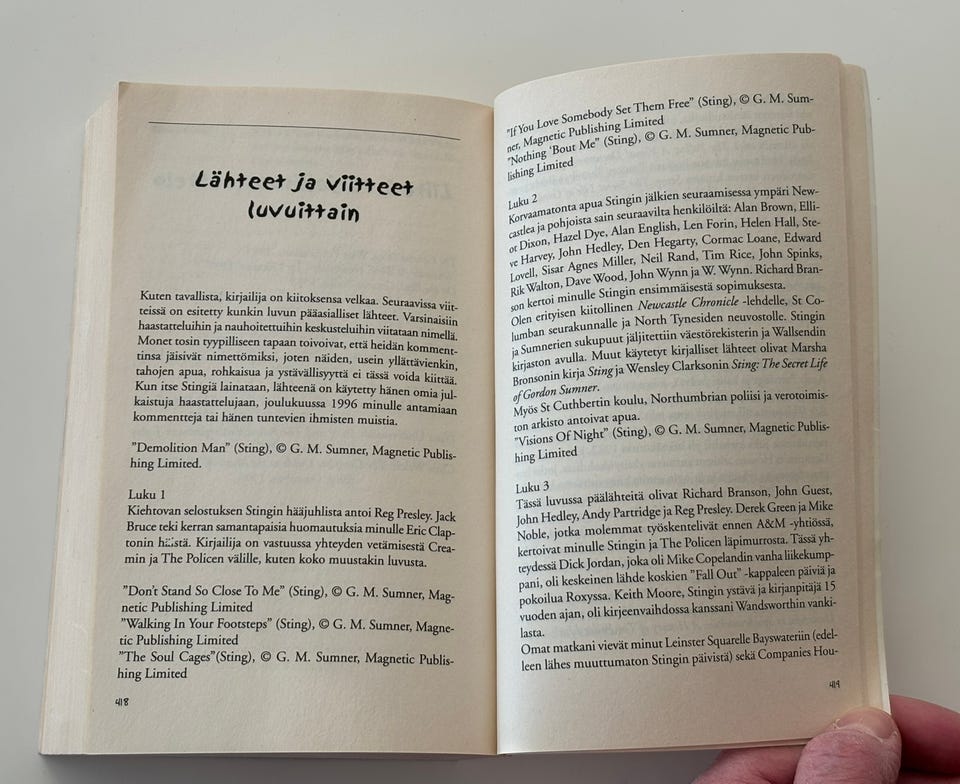 Lähteet ja viitteet
luvuittain
Kuten tavallista, kirjailija on kiitoksensa velkaa. Seuraavissa viit-
teissä on esitetty kunkin luvun pääasialliset lähteet. Varsinaisiin
haastatteluihin ja nauhoitettuihin keskusteluihin viitataan nimellä.
Monet tosin tyypilliseen tapaan toivoivat, että heidän komment-
tinsa jäisivät nimettömiksi, joten näiden, usein yllättävienkin,
tahojen apua, rohkaisua ja ystävällisyyttä ei tässä voida kiittää.
Kun itse Stingiä lainataan, lähteenä on käytetty hänen omia jul-
kaistuja haastattelujaan, joulukuussa 1996 minulle antamiaan
kommentteja tai hänen tuntevien ihmisten muistia.
"Demolition Man" (Sting), © G. M. Sumner, Magnetic Publis-
hing Limited.
Luku 1
Kiehtovan selostuksen Stingin hääjuhlista antoi Reg Presley. Jack
Bruce teki kerran samantapaisia huomautuksia minulle Eric Clap-
tonin häistä. Kirjailija on vastuussa yhteyden vetämisestä Crea-
min ja The Policen välille, kuten koko muustakin luvusta.
"Don't Stand So Close To Me" (Sting), © G. M. Sumner, Mag-
netic Publishing Limited
"Walking In Your Footsteps" (Sting), © G. M. Sumner, Magne-
tic Publishing Limited
"The Soul Cages"(Sting), © G. M. Sumner, Magnetic Publis-
hing Limited
418
"If You Love Somebody Set Them Free" (Sting), © G. M. Sum-
ner, Magnetic Publishing Limited
"Nothing 'Bout Me" (Sting), © G. M. Sumner, Magnetic Pub-
lishing Limited
Luku 2
Korvaamatonta apua Stingin jälkien seuraamisessa ympäri New-
castlea ja pohjoista sain seuraavilta henkilöiltä: Alan Brown, Elli-
ot Dixon, Hazel Dye, Alan English, Len Forin, Helen Hall, Ste-
ve Harvey, John Hedley, Den Hegarty, Cormac Loane, Edward
Lovell, Sisar Agnes Miller, Neil Rand, Tim Rice, John Spinks,
Rik Walton, Dave Wood, John Wynn ja W. Wynn. Richard Bran-
son kertoi minulle Stingin ensimmäisestä sopimuksesta.
Olen erityisen kiitollinen Newcastle Chronicle -lehdelle, St Co-
lumban seurakunnalle ja North Tynesiden neuvostolle. Stingin
ja Sumnerien sukupuut jäljitettiin väestörekisterin ja Wallsendin
kirjaston avulla. Muut käytetyt kirjalliset lähteet olivat Marsha
Bronsonin kirja Sting ja Wensley Clarksonin Sting: The Secret Life
of Gordon Sumner.
Myös St Cuthbertin koulu, Northumbrian poliisi ja verotoimis-
ton arkisto antoivat apua.
"Visions Of Night" (Sting), © G. M. Sumner, Magnetic Publis-
hing Limited
Luku 3
Tässä luvussa päälähteitä olivat Richard Branson, John Guest,
John Hedley, Andy Partridge ja Reg Presley. Derek Green ja Mike
Noble, jotka molemmat työskentelivät ennen A&M -yhtiössä,
kertoivat minulle Stingin ja The Policen läpimurrosta. Tässä yh-
teydessä Dick Jordan, joka oli Mike Copelandin vanha liikekump-
pani, oli keskeinen lähde koskien "Fall Out" -kappaleen päiviä ja
pokoilua Roxyssa. Keith Moore, Stingin ystävä ja kirjanpitäjä 15
vuoden ajan, oli kirjeenvaihdossa kanssani Wandsworthin vanki-
lasta.
Omat matkani vievät minut Leinster Squarelle Bayswateriin (edel-
leen lähes muuttumaton Stingin päivistä) sekä Companies Hou-
419